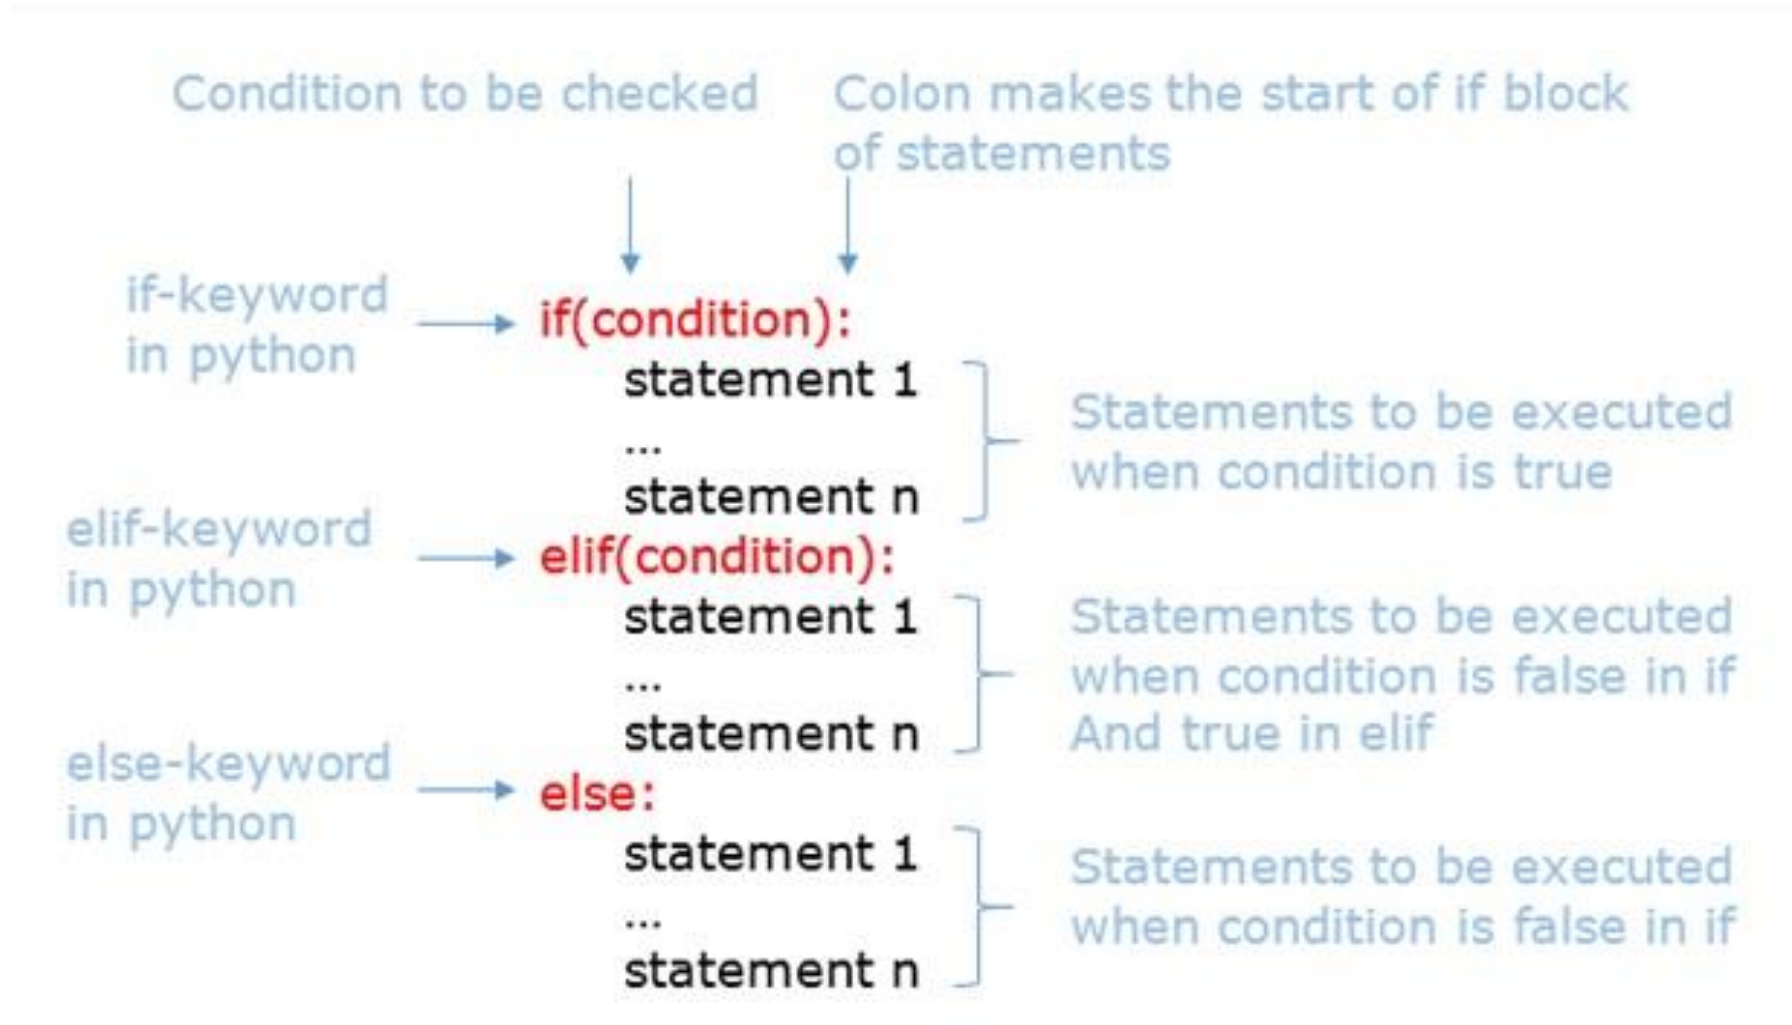 Condition to be checked
Colon makes the start of if block
of statements
if-keyword
in python
if(condition):
statement 1
...
statement n
Statements to be executed
when condition is true
elif-keyword
in python
elif(condition):
statement 1
...
statement n
Statements to be executed
when condition is false in if
And true in elif
else-keyword
in python
else:
statement 1
...
statement n
Statements to be executed
when condition is false in if